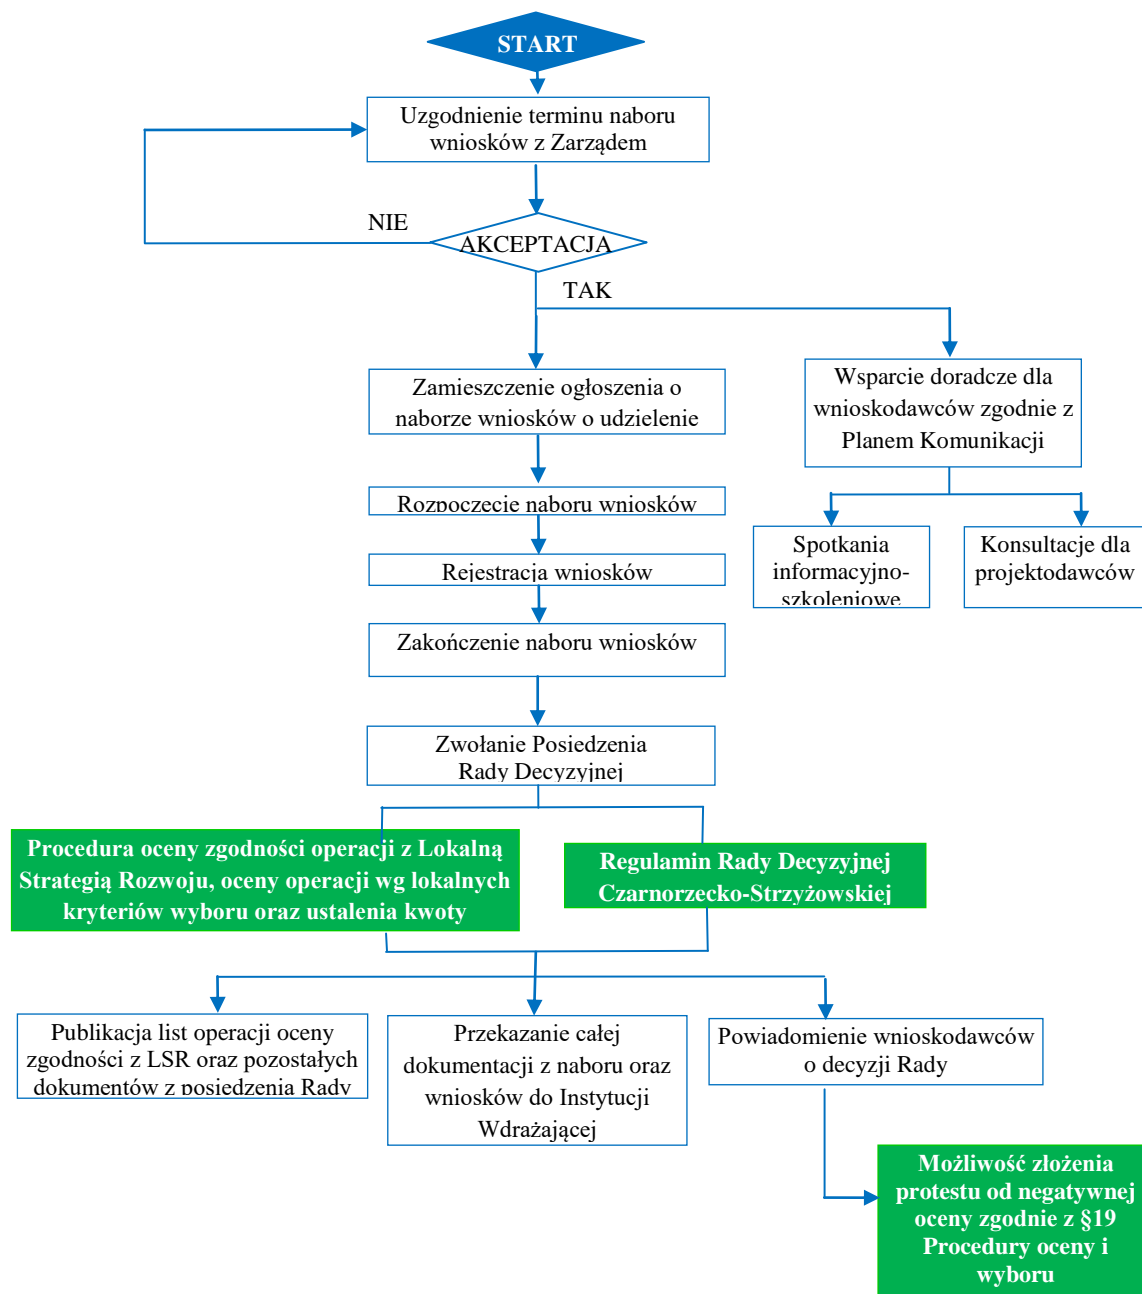 START
Uzgodnienie terminu naboru
wniosków z Zarządem
NIE
AKCEPTACJA
TAK
Zamieszczenie ogłoszenia o
naborze wniosków o udzielenie
Wsparcie doradcze dla
wnioskodawców zgodnie z
Planem Komunikacji
Rozpoczecie naboru wniosków
Spotkania
informacyjno-
szkoleniowe
Konsultacje dla
projektodawców
Rejestracja wniosków
Zakończenie naboru wniosków
Zwołanie Posiedzenia
Rady Decyzyjnej
Procedura oceny zgodności operacji z Lokalną
Strategią Rozwoju, oceny operacji wg lokalnych
kryteriów wyboru oraz ustalenia kwoty
Regulamin Rady Decyzyjnej
Czarnorzecko-Strzyżowskiej
Publikacja list operacji oceny
zgodności z LSR oraz pozostałych
dokumentów z posiedzenia Rady
Przekazanie całej
dokumentacji z naboru oraz
wniosków do Instytucji
Wdrażającej
Powiadomienie wnioskodawców
o decyzji Rady
Możliwość złożenia
protestu od negatywnej
oceny zgodnie z §19
Procedury oceny i
wyboru